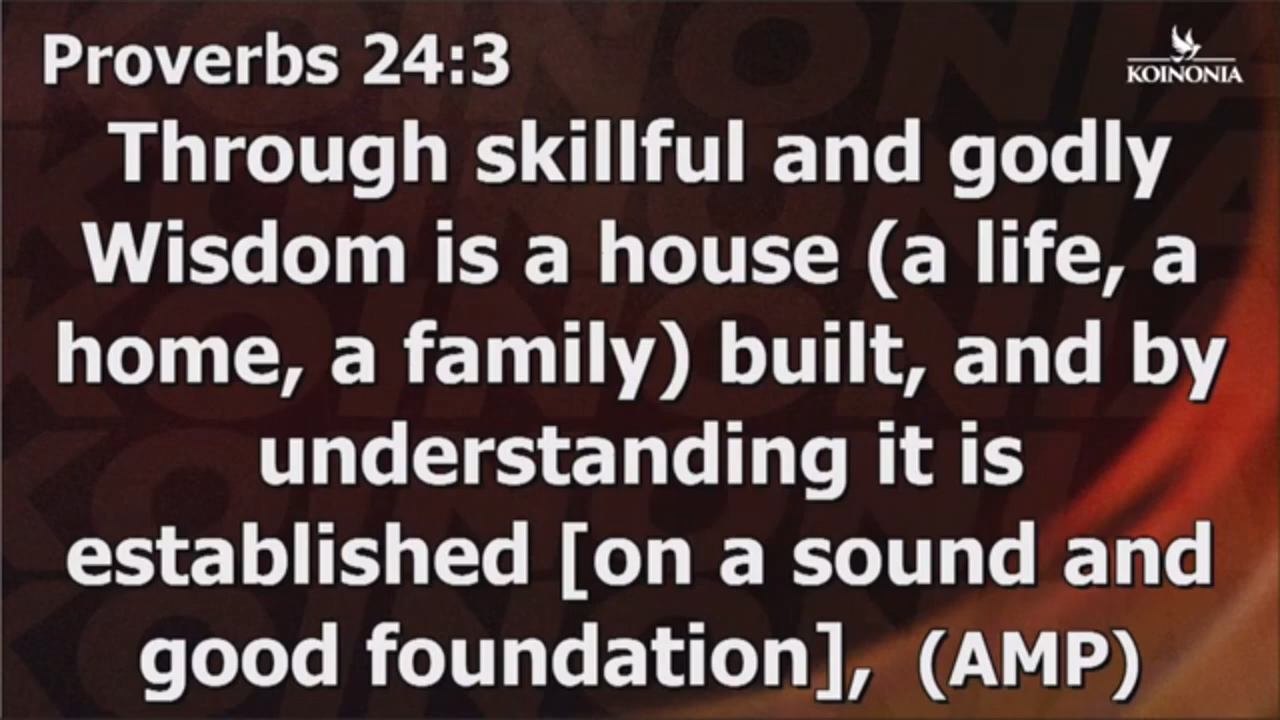 Proverbs 24:3
KOINONIA
Through skillful and godly
Wisdom is a house (a life, a
home, a family) built, and by
understanding it is
established [on a sound and
good foundation], (AMP)